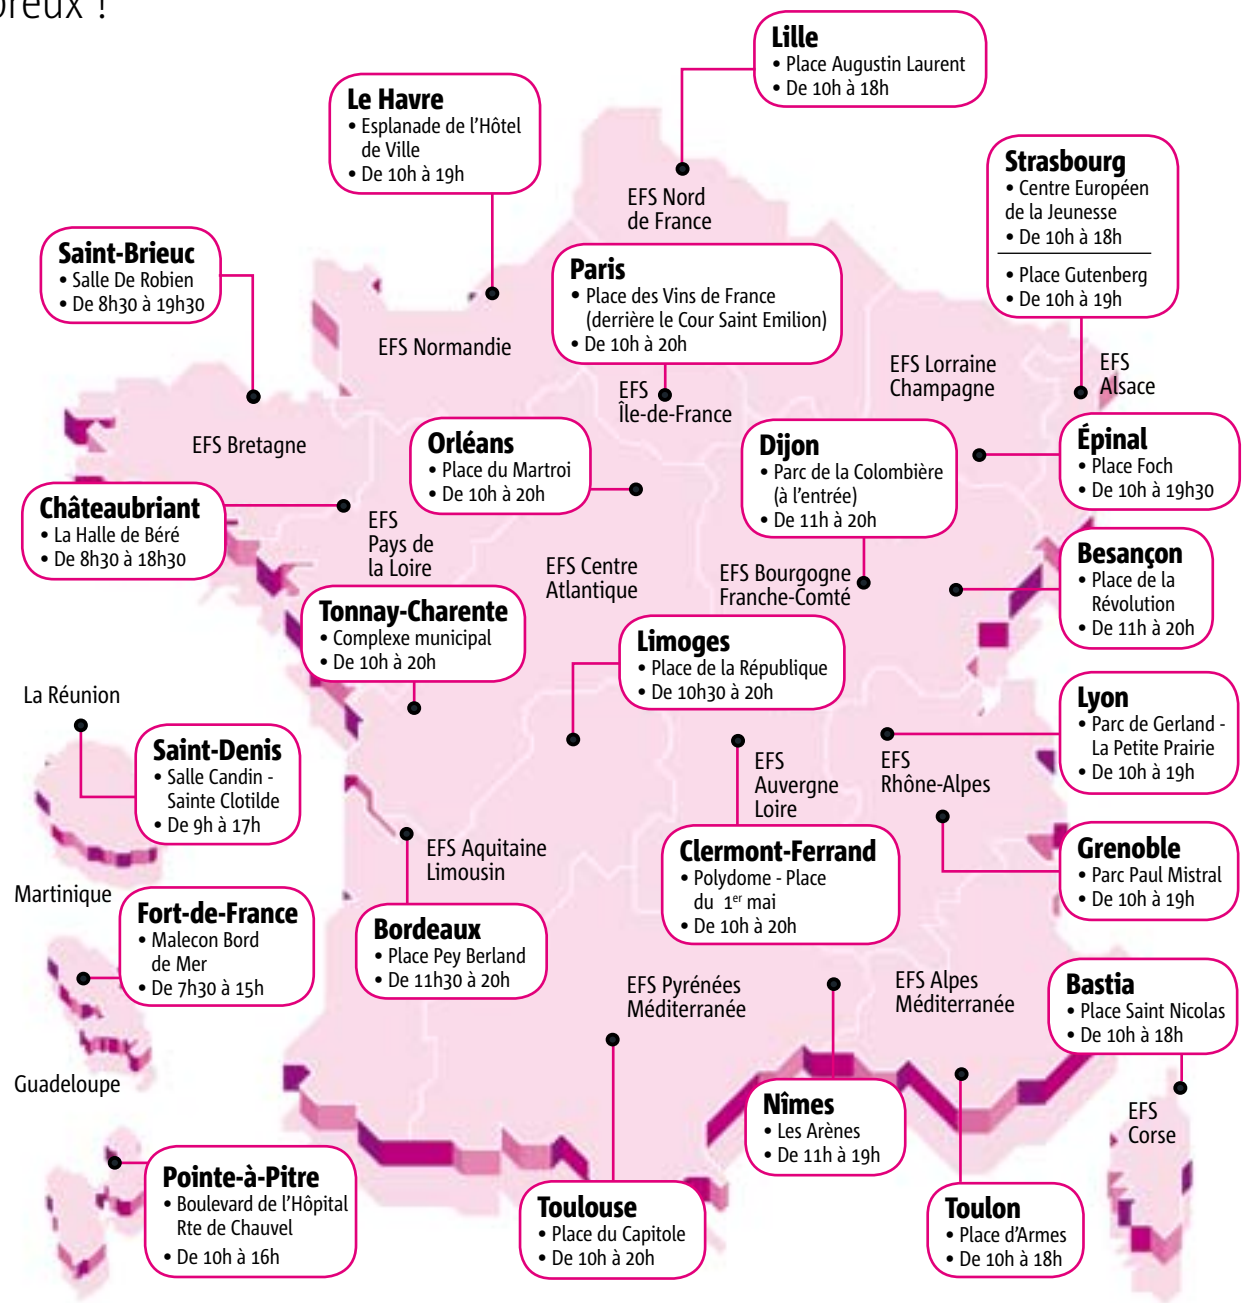 Lille
• Place Augustin Laurent
• De 10h à 18h
Le Havre
• Esplanade de l'Hôtel
de Ville
• De 10h à 19h
Strasbourg
• Centre Européen
de la Jeunesse
• De 10h à 18h
• Place Gutenberg
• De 10h à 19h
EFS Nord
de France
Saint-Brieuc
• Salle De Robien
• De 8h30 à 19h30
Paris
• Place des Vins de France
(derrière le Cour Saint Emilion)
• De 10h à 20h
EFS Normandie
EFS Lorraine
Champagne
EFS
Alsace
EFS
Île-de-France
EFS Bretagne
Orléans
• Place du Martroi
• De 10h à 20h
Dijon
• Parc de la Colombière
(à l'entrée)
• De 11h à 20h
Épinal
• Place Foch
• De 10h à 19h30
Châteaubriant
• La Halle de Béré
• De 8h30 à 18h30
EFS
Pays de
la Loire
EFS Centre
Atlantique
EFS Bourgogne
Franche-Comté
Besançon
• Place de la
Révolution
• De 11h à 20h
Tonnay-Charente
• Complexe municipal
• De 10h à 20h
Limoges
• Place de la République
• De 10h30 à 20h
La Réunion
Saint-Denis
• Salle Candin -
Sainte Clotilde
• De 9h à 17h
Lyon
• Parc de Gerland -
La Petite Prairie
• De 10h à 19h
EFS
Auvergne
Loire
EFS
Rhône-Alpes
EFS Aquitaine
Limousin
Clermont-Ferrand
• Polydome - Place
du 1er mai
• De 10h à 20h
Grenoble
• Parc Paul Mistral
• De 10h à 19h
Martinique
Fort-de-France
• Malecon Bord
de Mer
• De 7h30 à 15h
Bordeaux
• Place Pey Berland
• De 11h30 à 20h
EFS Pyrénées
Méditerranée
EFS Alpes
Méditerranée
Bastia
• Place Saint Nicolas
• De 10h à 18h
Guadeloupe
Nîmes
• Les Arènes
• De 11h à 19h
EFS
Corse
Pointe-à-Pitre
• Boulevard de l'Hôpital
Rte de Chauvel
• De 10h à 16h
Toulouse
• Place du Capitole
• De 10h à 20h
Toulon
• Place d'Armes
• De 10h à 18h